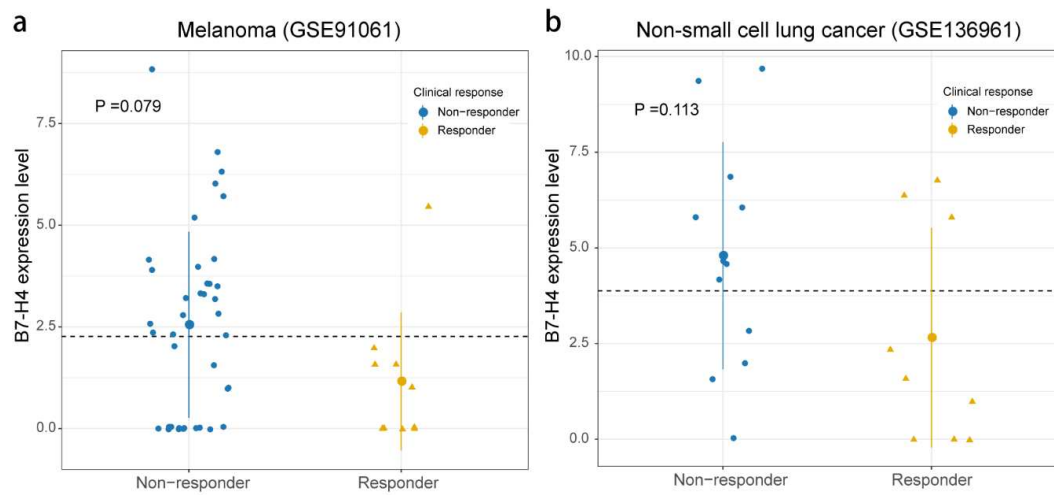 a
Melanoma (GSE91061)
P =0.079
Clinical response
Non-responder
Responder
7.5
5.0
2.5
0.0
B7-H4 expression level
Non-responder
Responder
b
Non-small cell lung cancer (GSE136961)
P =0.113
Clinical response
Non-responder
Responder
10.0
7.5
5.0
2.5
0.0
B7-H4 expression level
Non-responder
Responder